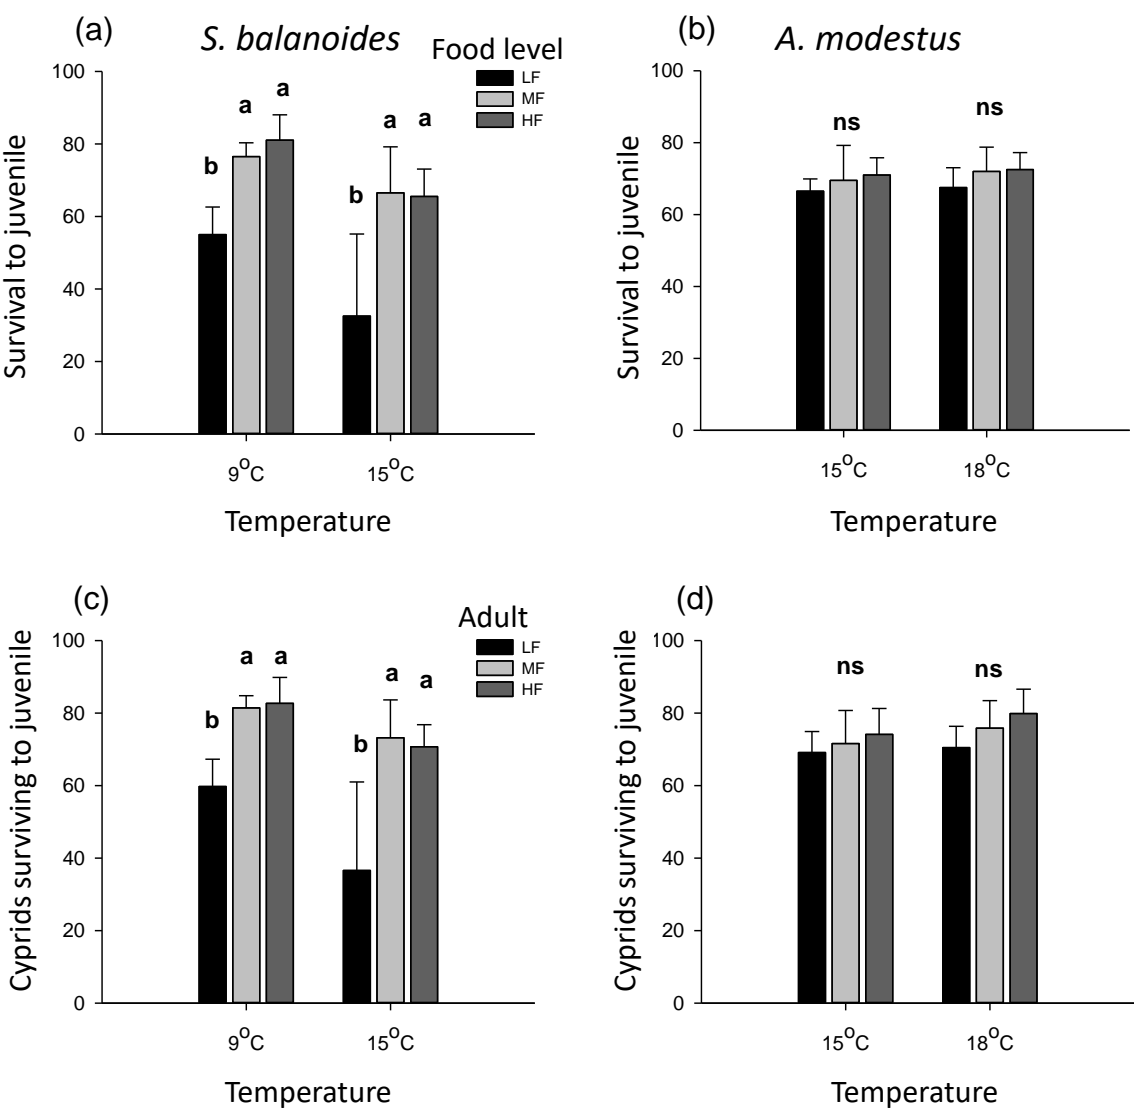 (a)
S. balanoides
Food level
LF
MF
HF
100
80
60
40
20
0
Survival to juvenile
b
a
a
b
a
a
9°C
15°C
Temperature
(b)
A. modestus
100
80
60
40
20
0
Survival to juvenile
ns
ns
15°C
18°C
Temperature
(c)
Adult
LF
MF
HF
100
80
60
40
20
0
Cyprids surviving to juvenile
b
a
a
b
a
a
9°C
15°C
Temperature
(d)
100
80
60
40
20
0
Cyprids surviving to juvenile
ns
ns
15°C
18°C
Temperature